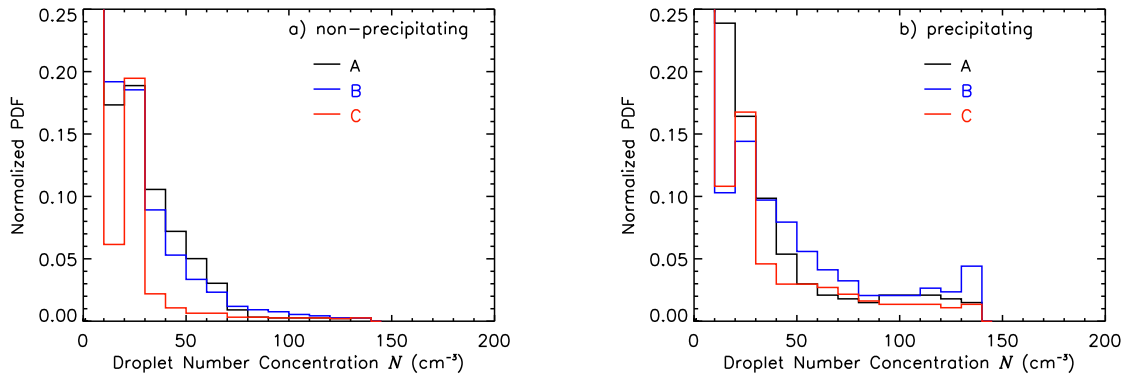 a) non-precipitating
A
B
C
0.25
0.20
0.15
0.10
0.05
0.00
Normalized PDF
0 50 100 150 200
Droplet Number Concentration N (cm⁻³)
b) precipitating
A
B
C
0.25
0.20
0.15
0.10
0.05
0.00
Normalized PDF
0 50 100 150 200
Droplet Number Concentration N (cm⁻³)